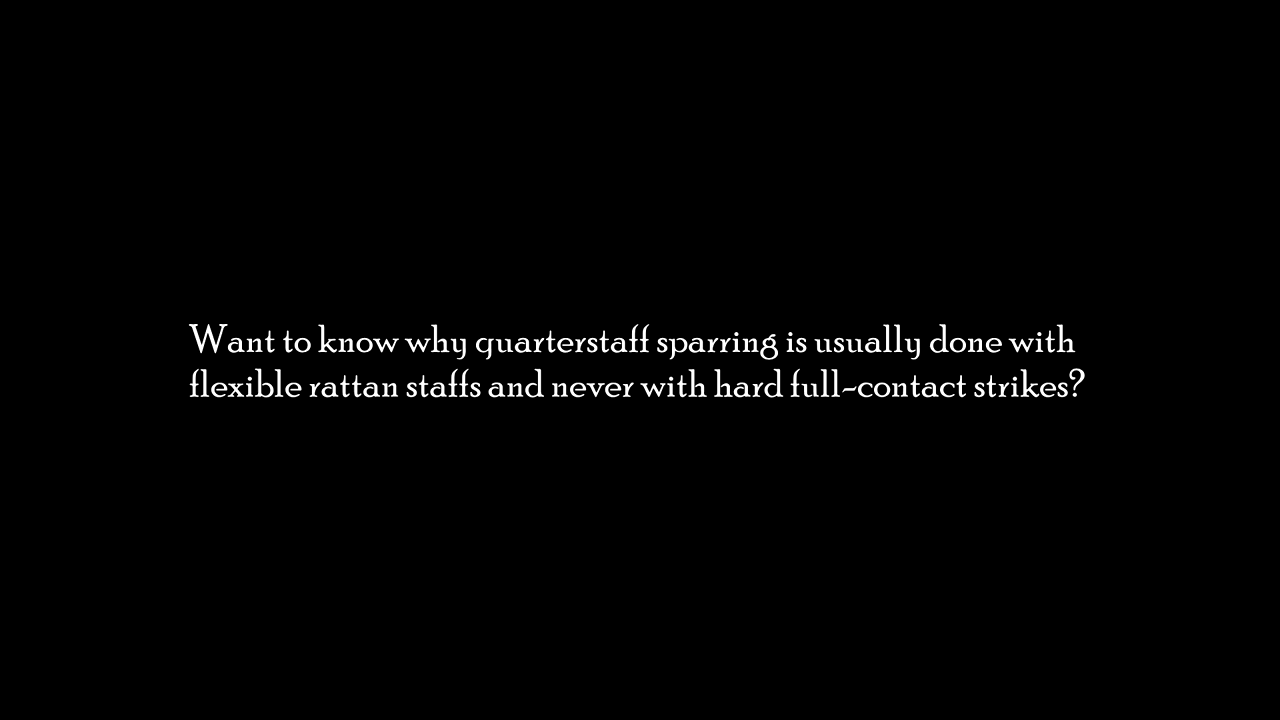 Want to know why quarterstaff sparring is usually done with
flexible rattan staffs and never with hard full-contact strikes?